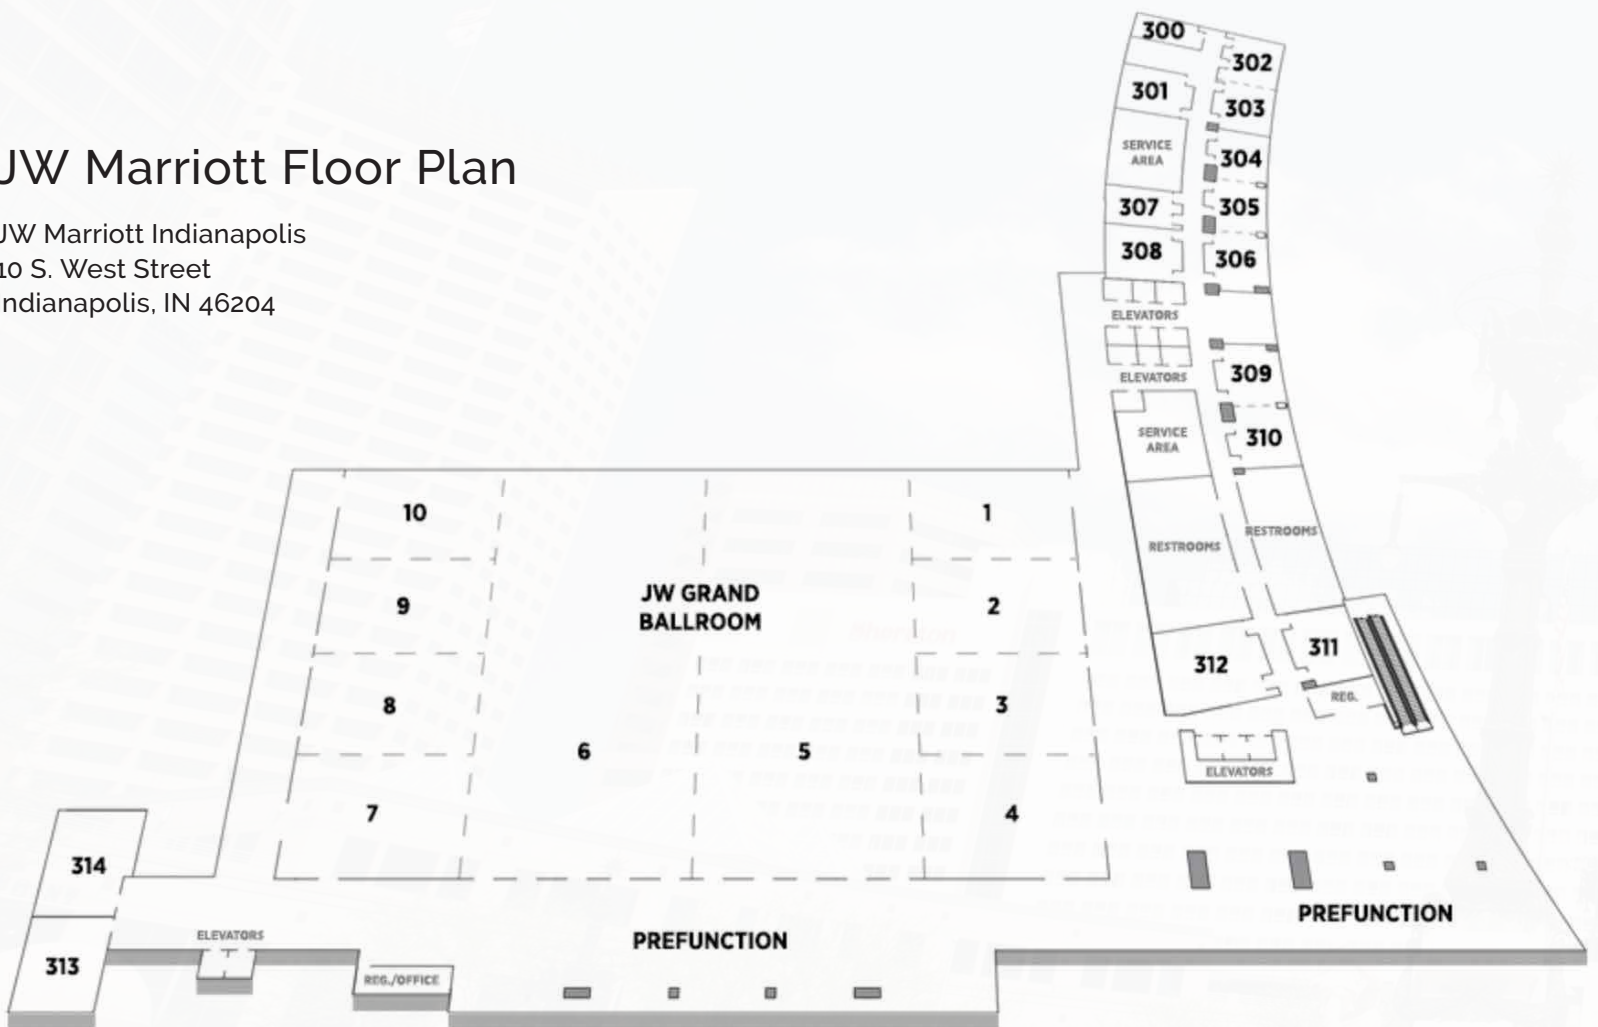 JW Marriott Floor Plan
JW Marriott Indianapolis
10 S. West Street
Indianapolis, IN 46204
300
302
301
303
SERVICE
AREA
304
307
305
308
306
ELEVATORS
309
ELEVATORS
310
SERVICE
AREA
RESTROOMS
RESTROOMS
311
312
REG.
ELEVATORS
10
1
9
JW GRAND
BALLROOM
2
8
3
6
5
7
4
314
313
ELEVATORS
REG./OFFICE
PREFUNCTION
PREFUNCTION
Sheraton